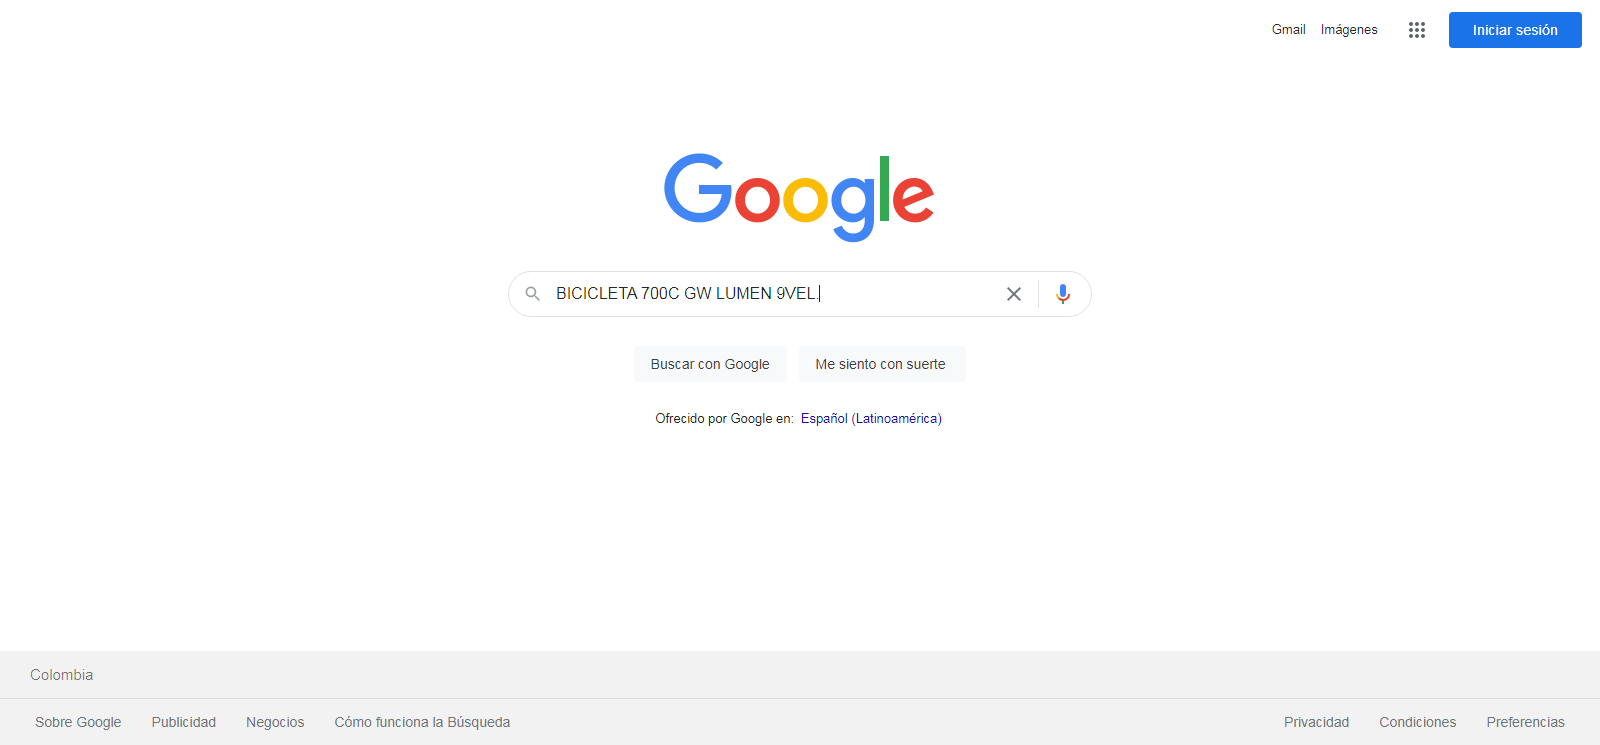 Gmail Imágenes Iniciar sesión
Google
BICICLETA 700C GW LUMEN 9VEL.
Buscar con Google Me siento con suerte
Ofrecido por Google en: Español (Latinoamérica)
Colombia
Sobre Google Publicidad Negocios Cómo funciona la Búsqueda Privacidad Condiciones Preferencias